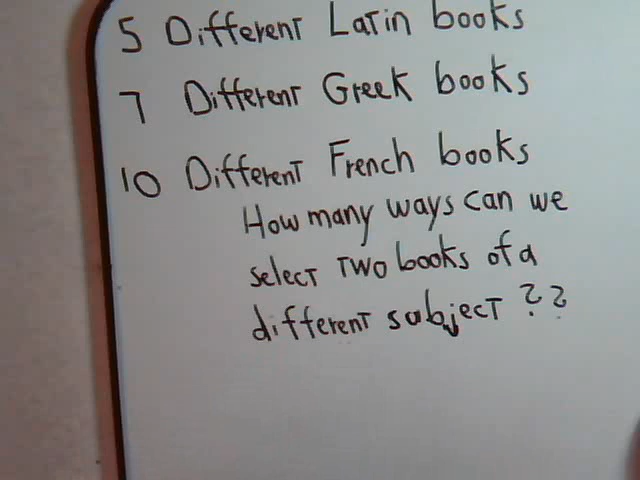 5 Different Latin books
7 Different Greek books
10 Different French books
How many ways can we
select two books of a
different subject ??